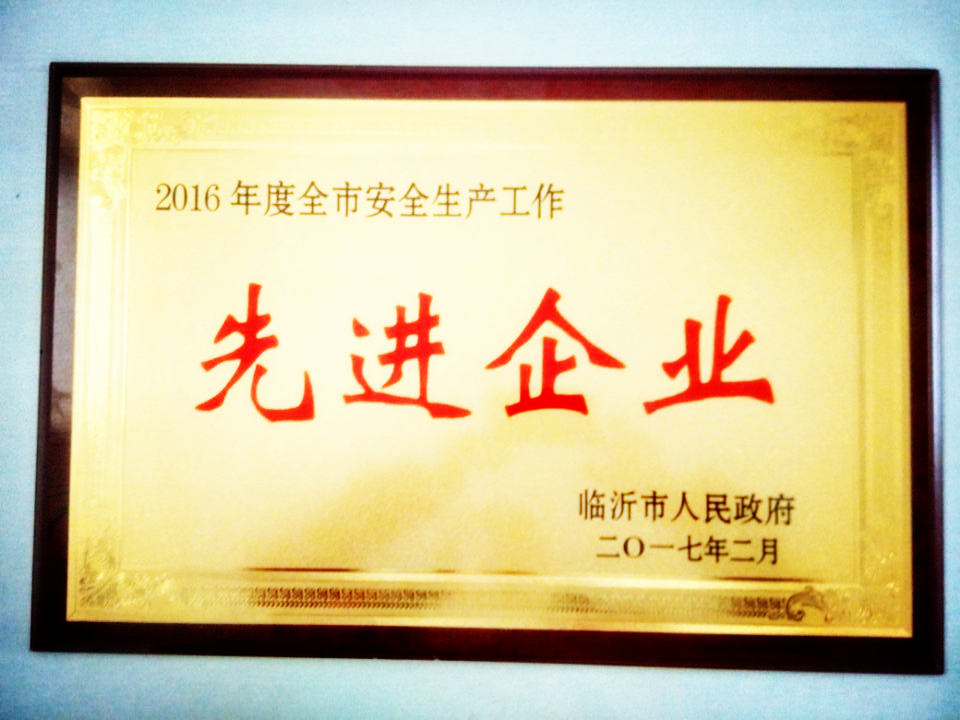 2016年度全市安全生产工作
先进企业
临沂市人民政府
二〇一七年二月